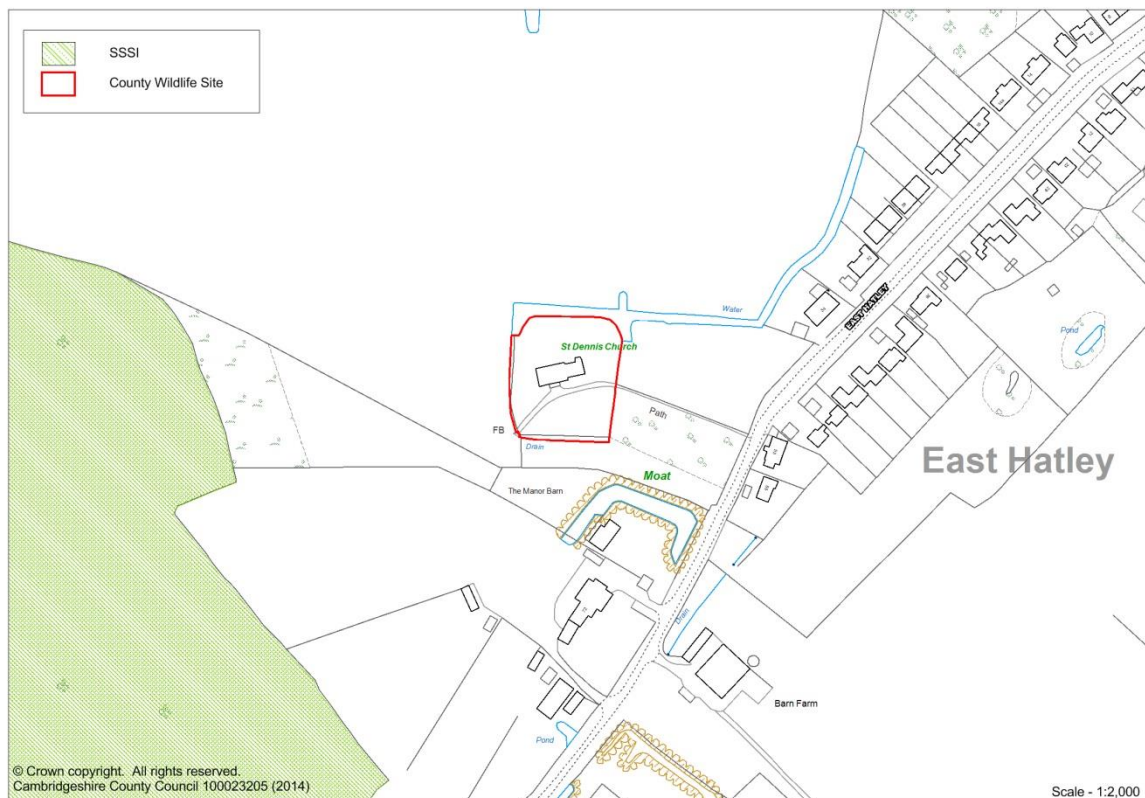 SSSI
County Wildlife Site
Water
EAST HATLEY
St Dennis Church
Pond
Path
FB
Drain
East Hatley
Moat
The Manor Barn
Drain
Barn Farm
Pond
© Crown copyright. All rights reserved.
Cambridgeshire County Council 100023205 (2014)
Scale - 1:2,000